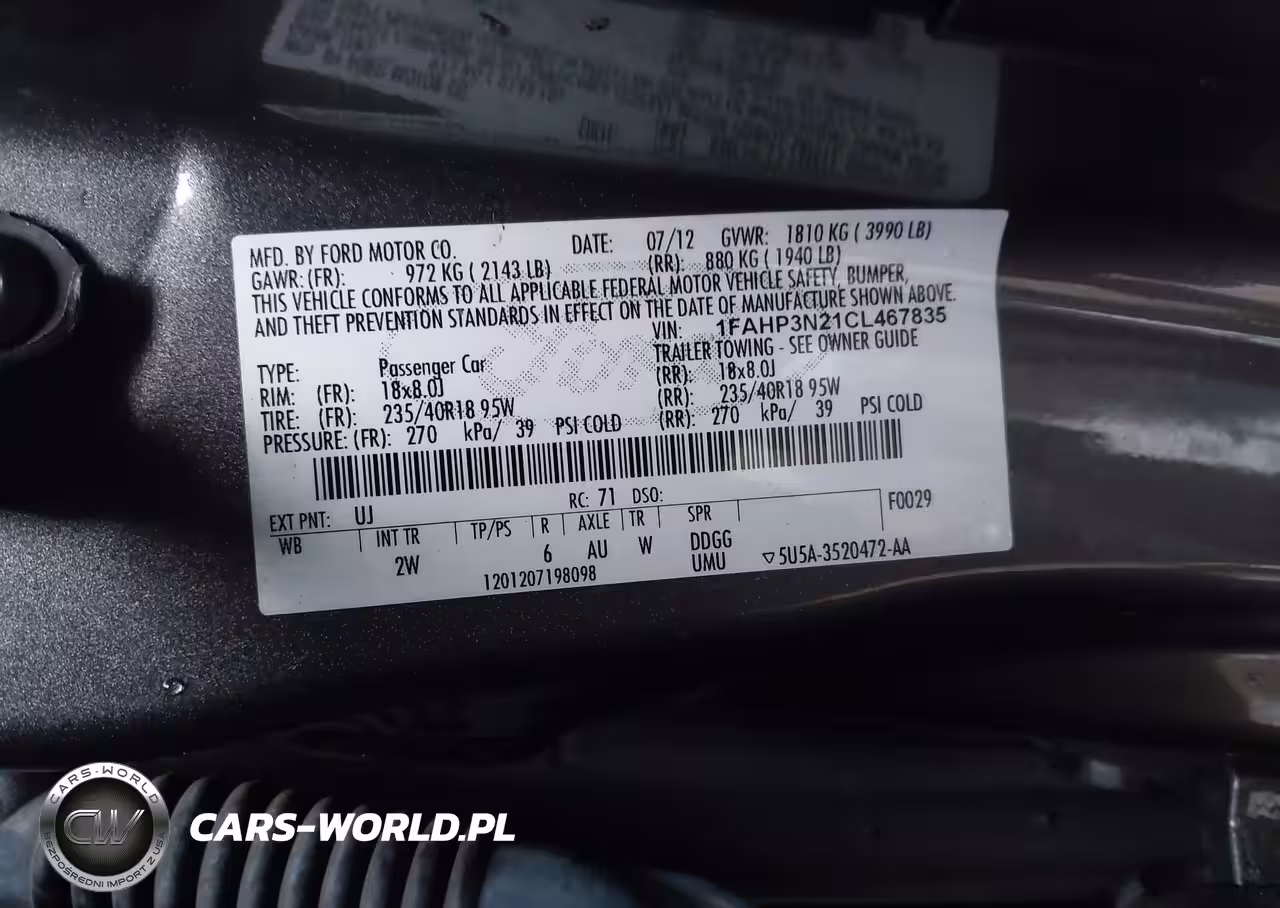 MFD. BY FORD MOTOR CO. DATE: 07/12 GVWR: 1810 KG ( 3990 LB)
GAWR: (FR): 972 KG ( 2143 LB) (RR): 880 KG ( 1940 LB)
THIS VEHICLE CONFORMS TO ALL APPLICABLE FEDERAL MOTOR VEHICLE SAFETY, BUMPER,
AND THEFT PREVENTION STANDARDS IN EFFECT ON THE DATE OF MANUFACTURE SHOWN ABOVE.
VIN: 1FAHP3N21CL467835
TRAILER TOWING - SEE OWNER GUIDE
TYPE: Passenger Car
RIM: (FR): 18x8.0J (RR): 18x8.0J
TIRE: (FR): 235/40R18 95W (RR): 235/40R18 95W
PRESSURE: (FR): 270 kPa/ 39 PSI COLD (RR): 270 kPa/ 39 PSI COLD
RC: 71 DSO:
EXT PNT: UJ F0029
WB INT TR TP/PS R AXLE TR SPR
2W 6 AU W DDGG
UMU
1201207198098 ▽5U5A-3520472-AA
CARS-WORLD
CW
BEZPOŚREDNI IMPORT Z USA
CARS-WORLD.PL